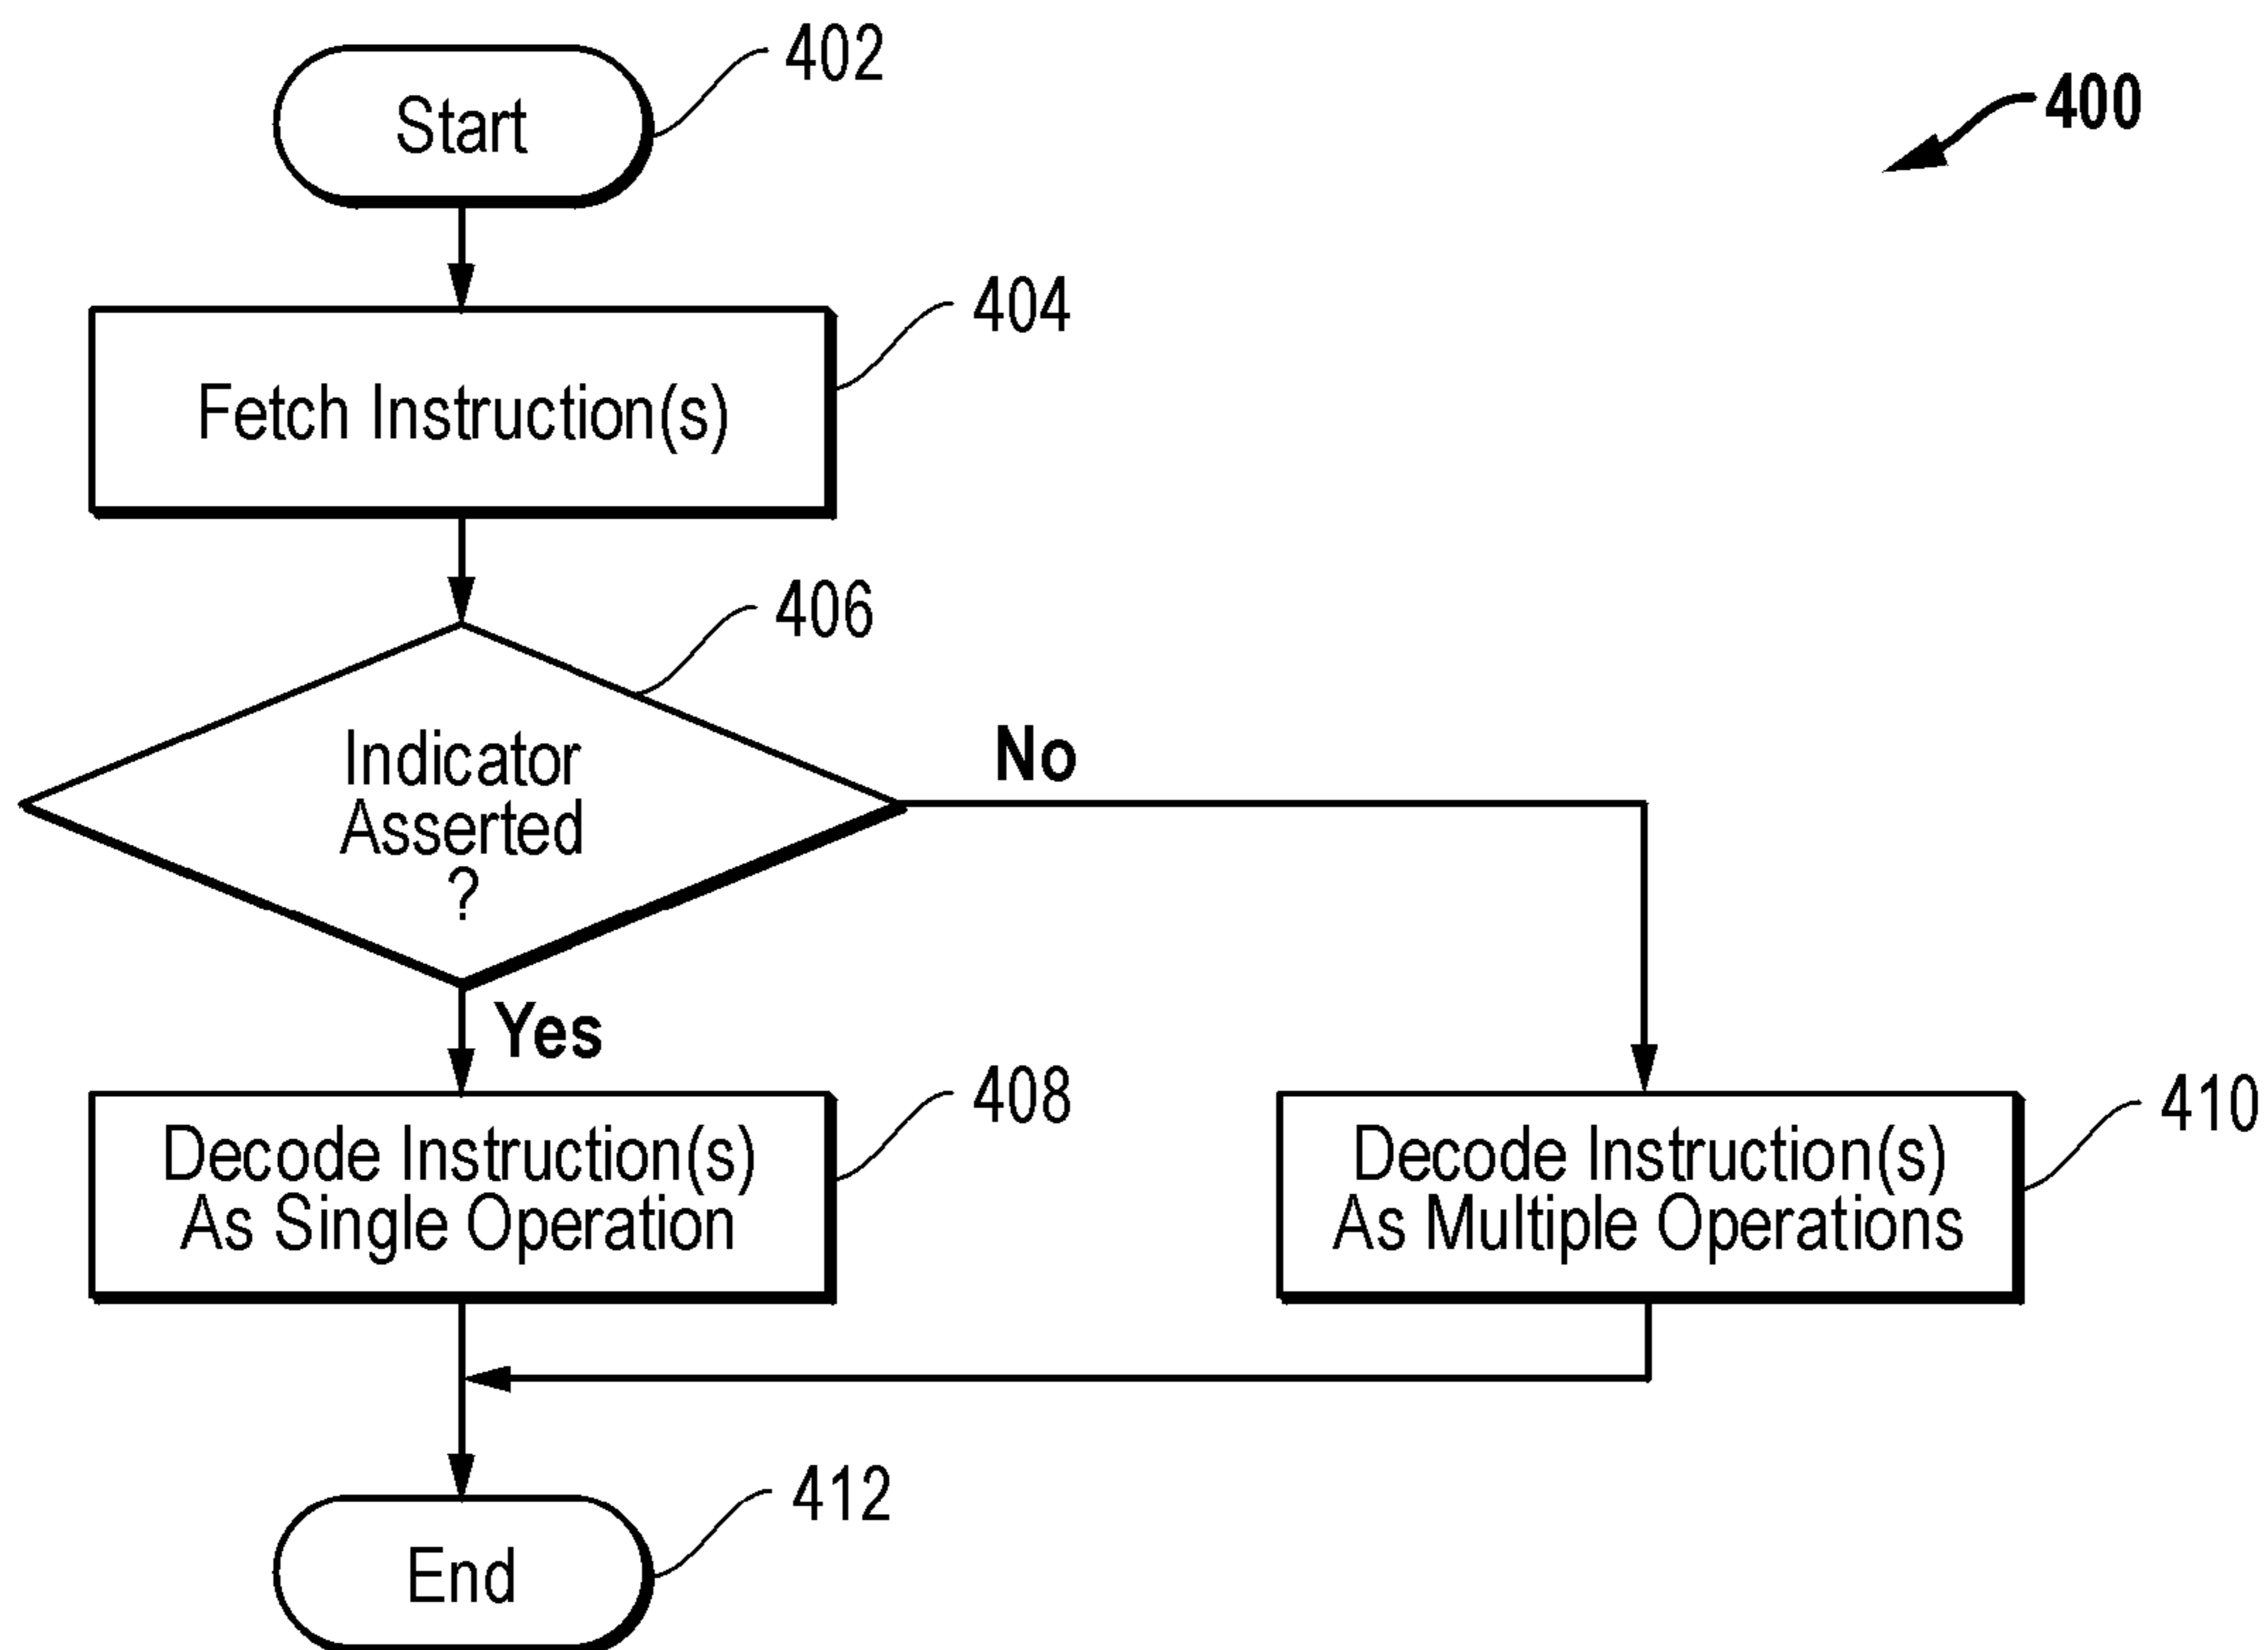 402
Start
400
404
Fetch Instruction(s)
406
Indicator
Asserted
?
No
Yes
408
Decode Instruction(s)
As Single Operation
410
Decode Instruction(s)
As Multiple Operations
412
End